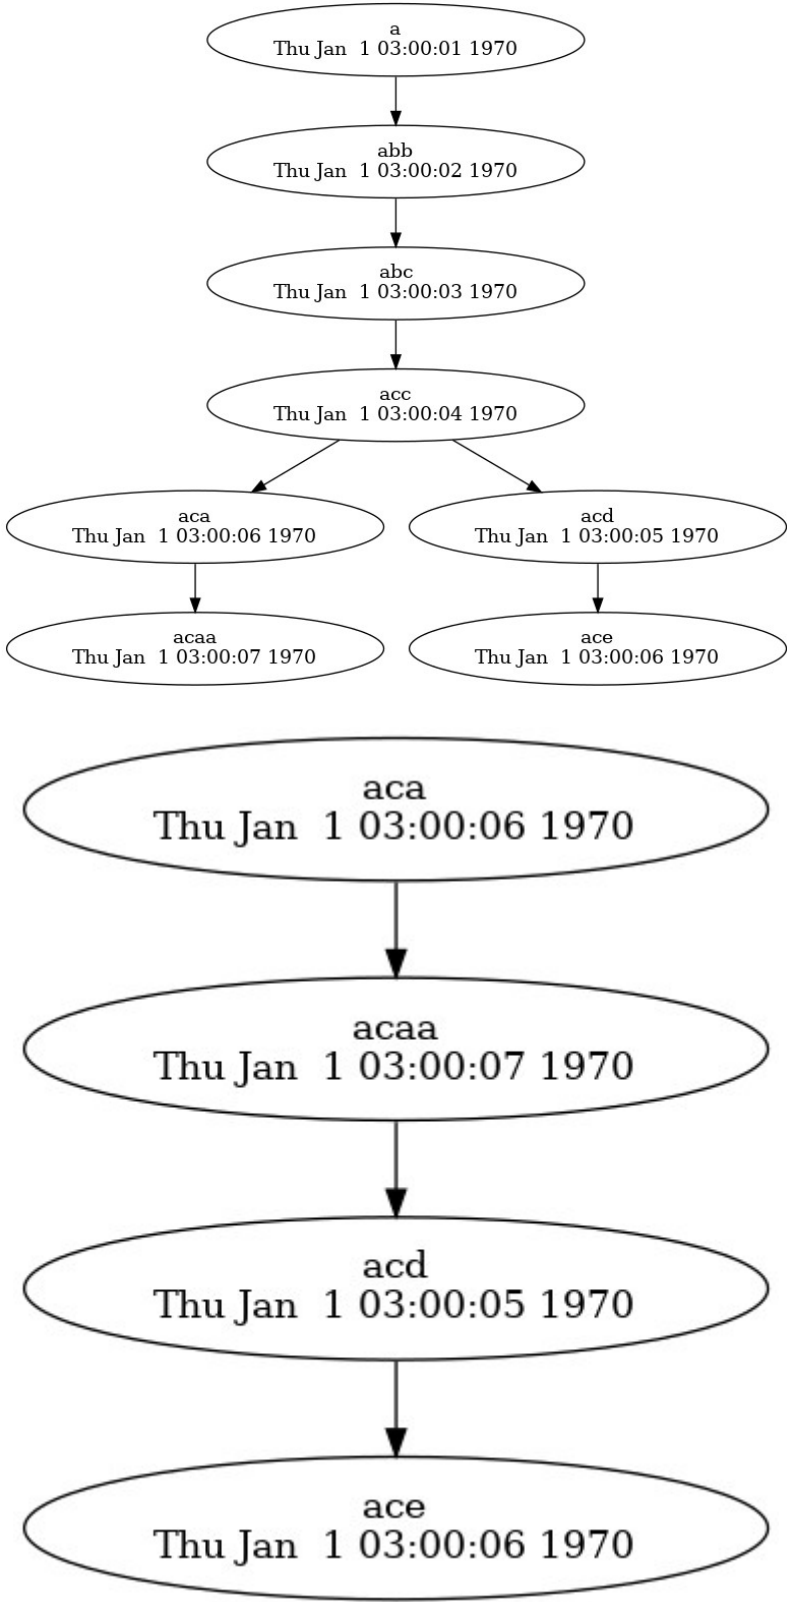 a
Thu Jan  1 03:00:01 1970
abb
Thu Jan  1 03:00:02 1970
abc
Thu Jan  1 03:00:03 1970
acc
Thu Jan  1 03:00:04 1970
aca
Thu Jan  1 03:00:06 1970
acd
Thu Jan  1 03:00:05 1970
acaa
Thu Jan  1 03:00:07 1970
ace
Thu Jan  1 03:00:06 1970
aca
Thu Jan  1 03:00:06 1970
acaa
Thu Jan  1 03:00:07 1970
acd
Thu Jan  1 03:00:05 1970
ace
Thu Jan  1 03:00:06 1970